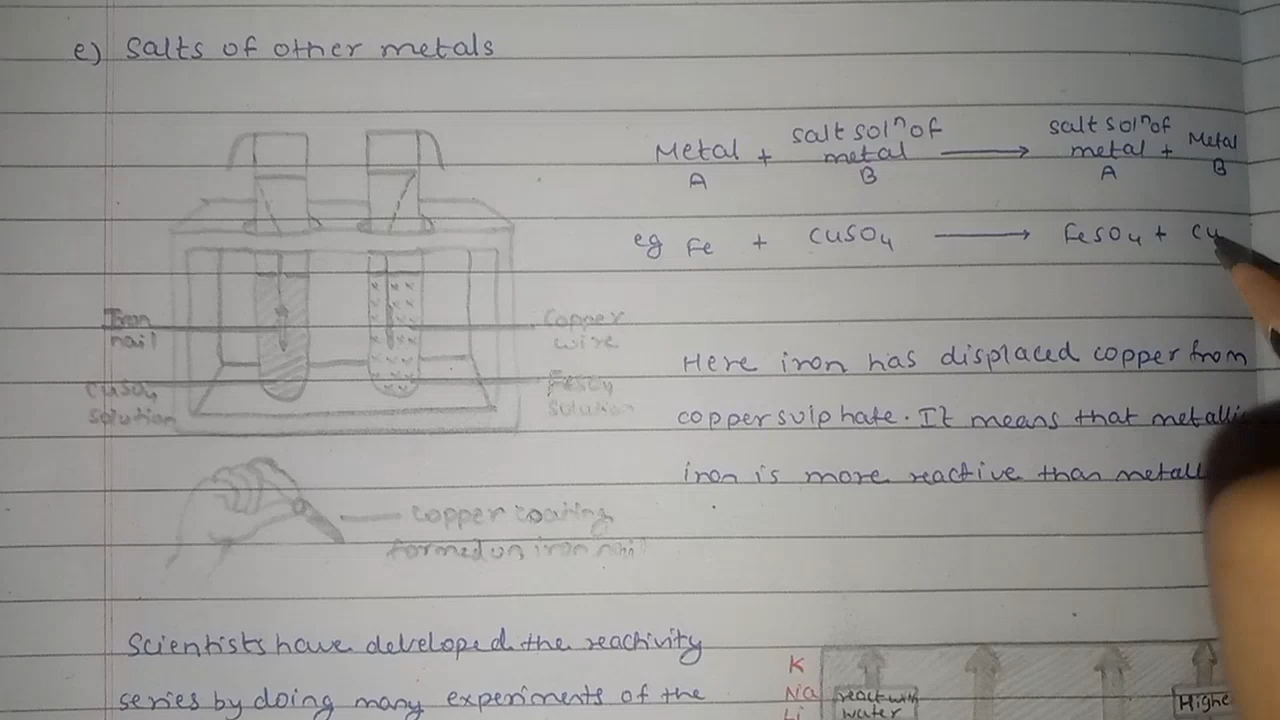 e) Salts of other metals
Metal + salt solⁿ of metal ⟶ salt solⁿ of metal + Metal
A B A B
eg Fe + CuSO4 ⟶ FeSO4 + Cu
Iron nail
Copper wire
CuSO4 solution
FeSO4 solution
Here iron has displaced copper from
copper sulphate. It means that metallic
iron is more reactive than
copper coating
formed on iron nail
Scientists have developed the reactivity
series by doing many experiments of the
K
Na
Li
react with
water